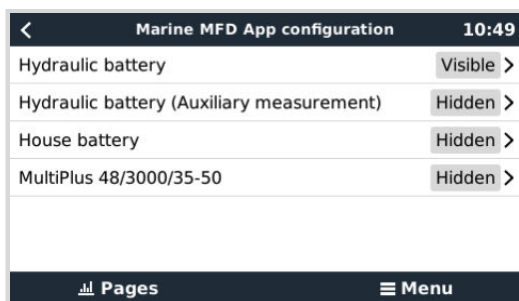 Marine MFD App configuration 10:49
Hydraulic battery Visible
Hydraulic battery (Auxiliary measurement) Hidden
House battery Hidden
MultiPlus 48/3000/35-50 Hidden
Pages Menu